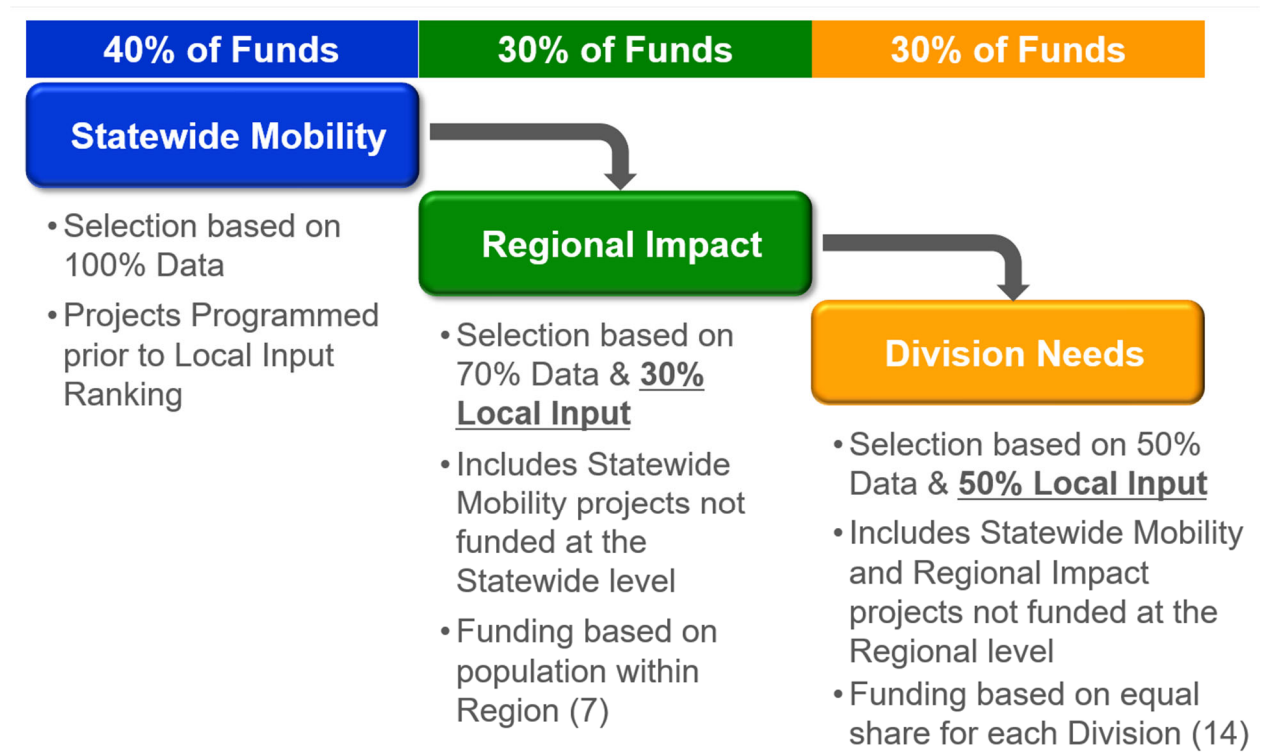 40% of Funds
30% of Funds
30% of Funds
Statewide Mobility
• Selection based on
100% Data
• Projects Programmed
prior to Local Input
Ranking
Regional Impact
• Selection based on
70% Data & 30%
Local Input
• Includes Statewide
Mobility projects not
funded at the
Statewide level
• Funding based on
population within
Region (7)
Division Needs
• Selection based on 50%
Data & 50% Local Input
• Includes Statewide Mobility
and Regional Impact
projects not funded at the
Regional level
• Funding based on equal
share for each Division (14)